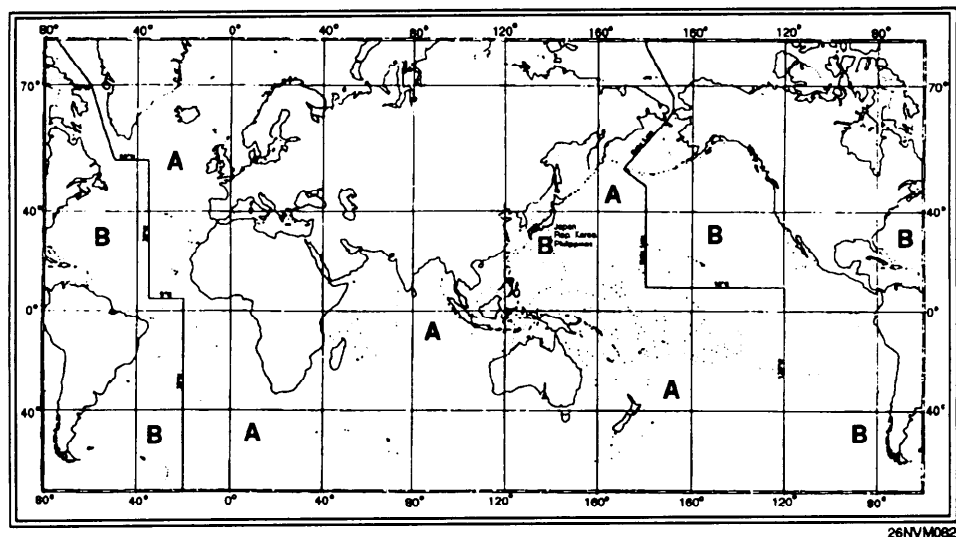 80° 40° 0° 40° 80° 120° 160° 160° 120° 80°
70° 70°
A
A
40° B B Japan B B 40°
Rep. Korea
Philippines
0° A 0°
A
40° 40°
B A B
80° 40° 0° 40° 80° 100° 120° 160° 160° 120° 80°
26NVM082